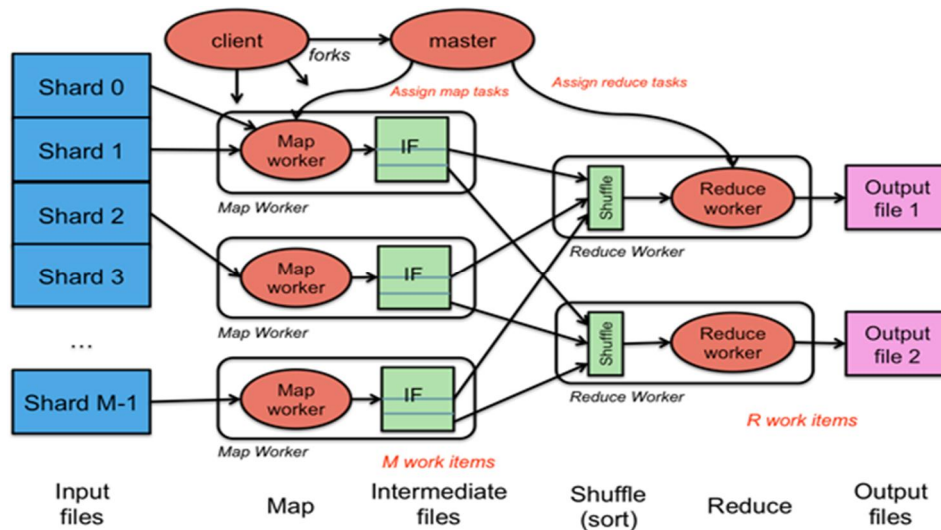 client
forks
master
Assign map tasks
Assign reduce tasks
Shard 0
Shard 1
Shard 2
Shard 3
...
Shard M-1
Map
worker
IF
Map Worker
Map
worker
IF
Map Worker
Map
worker
IF
Map Worker
M work items
Shuffle
Reduce
worker
Reduce Worker
Shuffle
Reduce
worker
Reduce Worker
R work items
Output
file 1
Output
file 2
Input
files
Map
Intermediate
files
Shuffle
(sort)
Reduce
Output
files